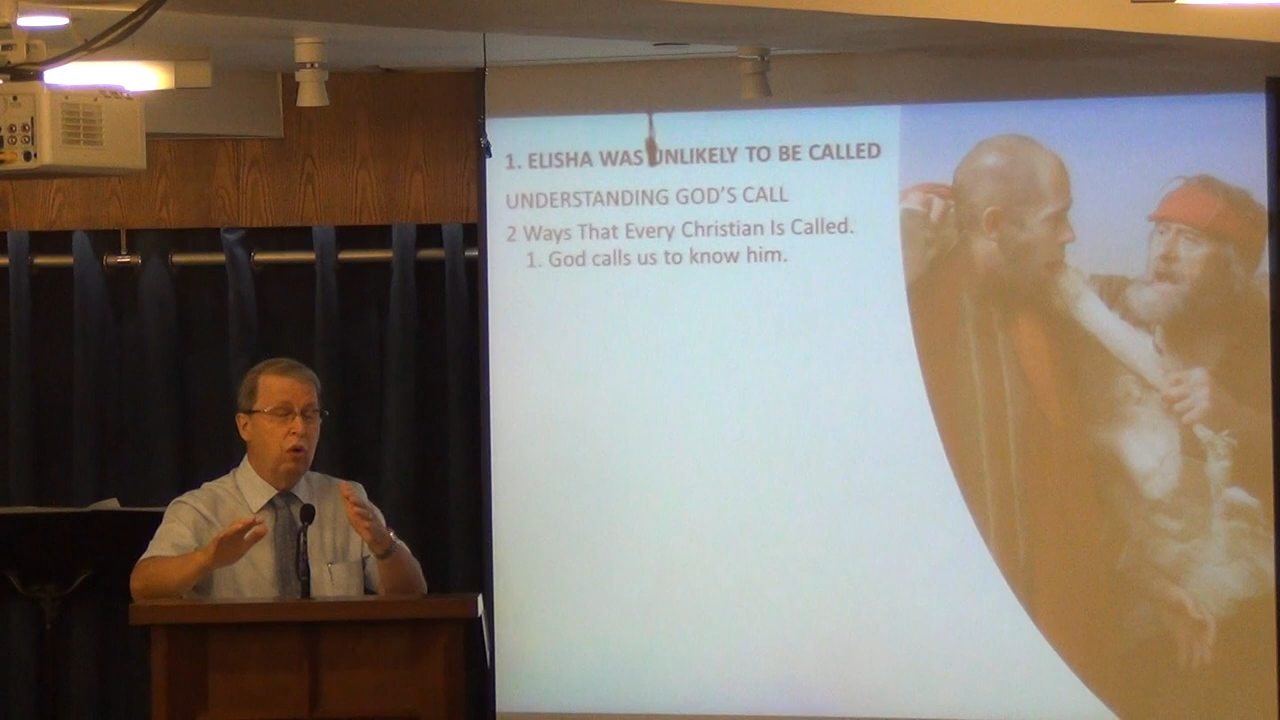 1. ELISHA WAS UNLIKELY TO BE CALLED
UNDERSTANDING GOD'S CALL
2 Ways That Every Christian Is Called.
1. God calls us to know him.